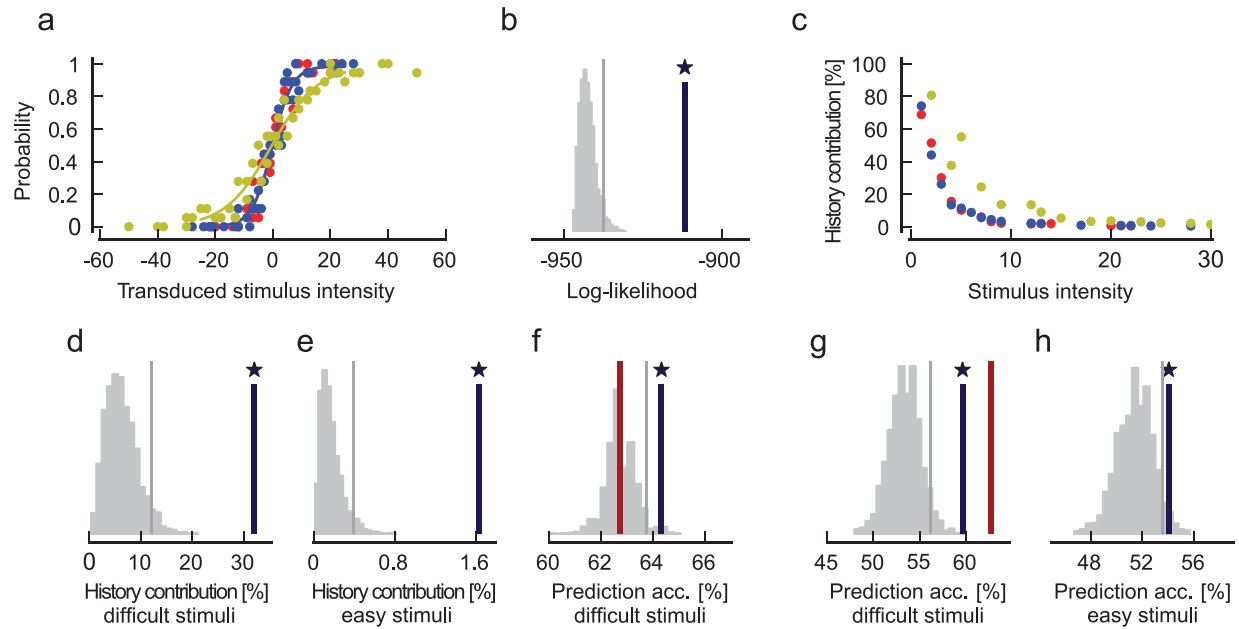 a
b
c
Probability
1
0.8
0.6
0.4
0.2
0
-60 -40 -20 0 20 40 60
Transduced stimulus intensity
-950 -900
Log-likelihood
History contribution [%]
100
80
60
40
20
0
0 10 20 30
Stimulus intensity
d
e
f
g
h
0 10 20 30
History contribution [%]
difficult stimuli
0 0.8 1.6
History contribution [%]
easy stimuli
60 62 64 66
Prediction acc. [%]
difficult stimuli
45 50 55 60
Prediction acc. [%]
difficult stimuli
48 52 56
Prediction acc. [%]
easy stimuli